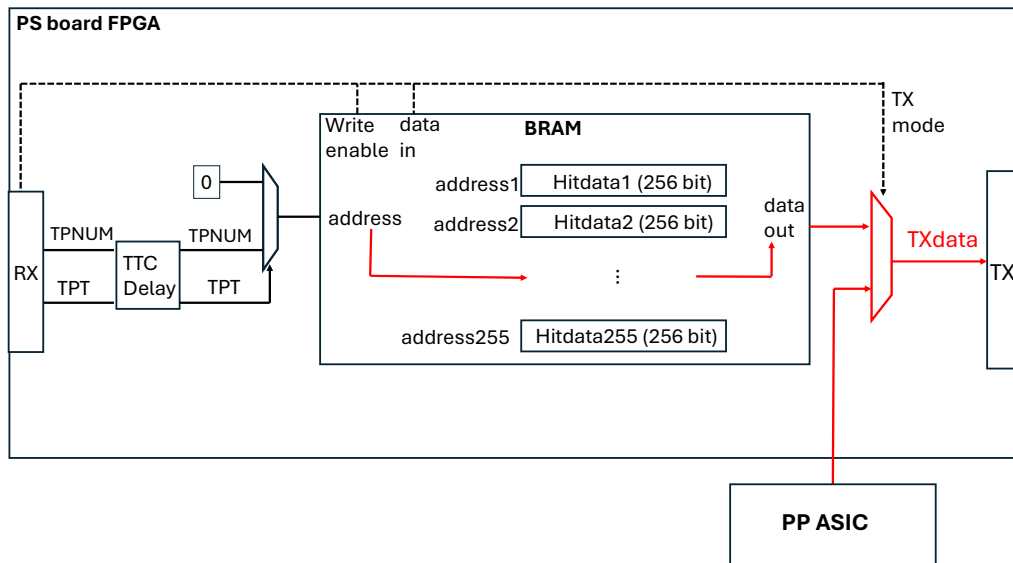 PS board FPGA
TX
mode
Write
enable
data
in
BRAM
0
address1
Hitdata1 (256 bit)
address
address2
Hitdata2 (256 bit)
data
out
TPNUM
TPNUM
TXdata
RX
TTC
Delay
TX
TPT
TPT
⋮
address255
Hitdata255 (256 bit)
PP ASIC